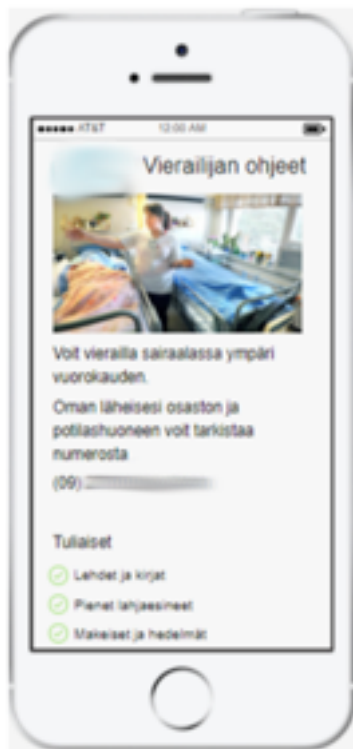 AT&T 12:00 AM
Vierailijan ohjeet
Voit vierailla sairaalassa ympäri
vuorokauden.
Oman läheisesi osaston ja
potilashuoneen voit tarkistaa
numerosta
(09)
Tuliaiset
Lehdet ja kirjat
Pienet lahjaesineet
Makeiset ja hedelmät